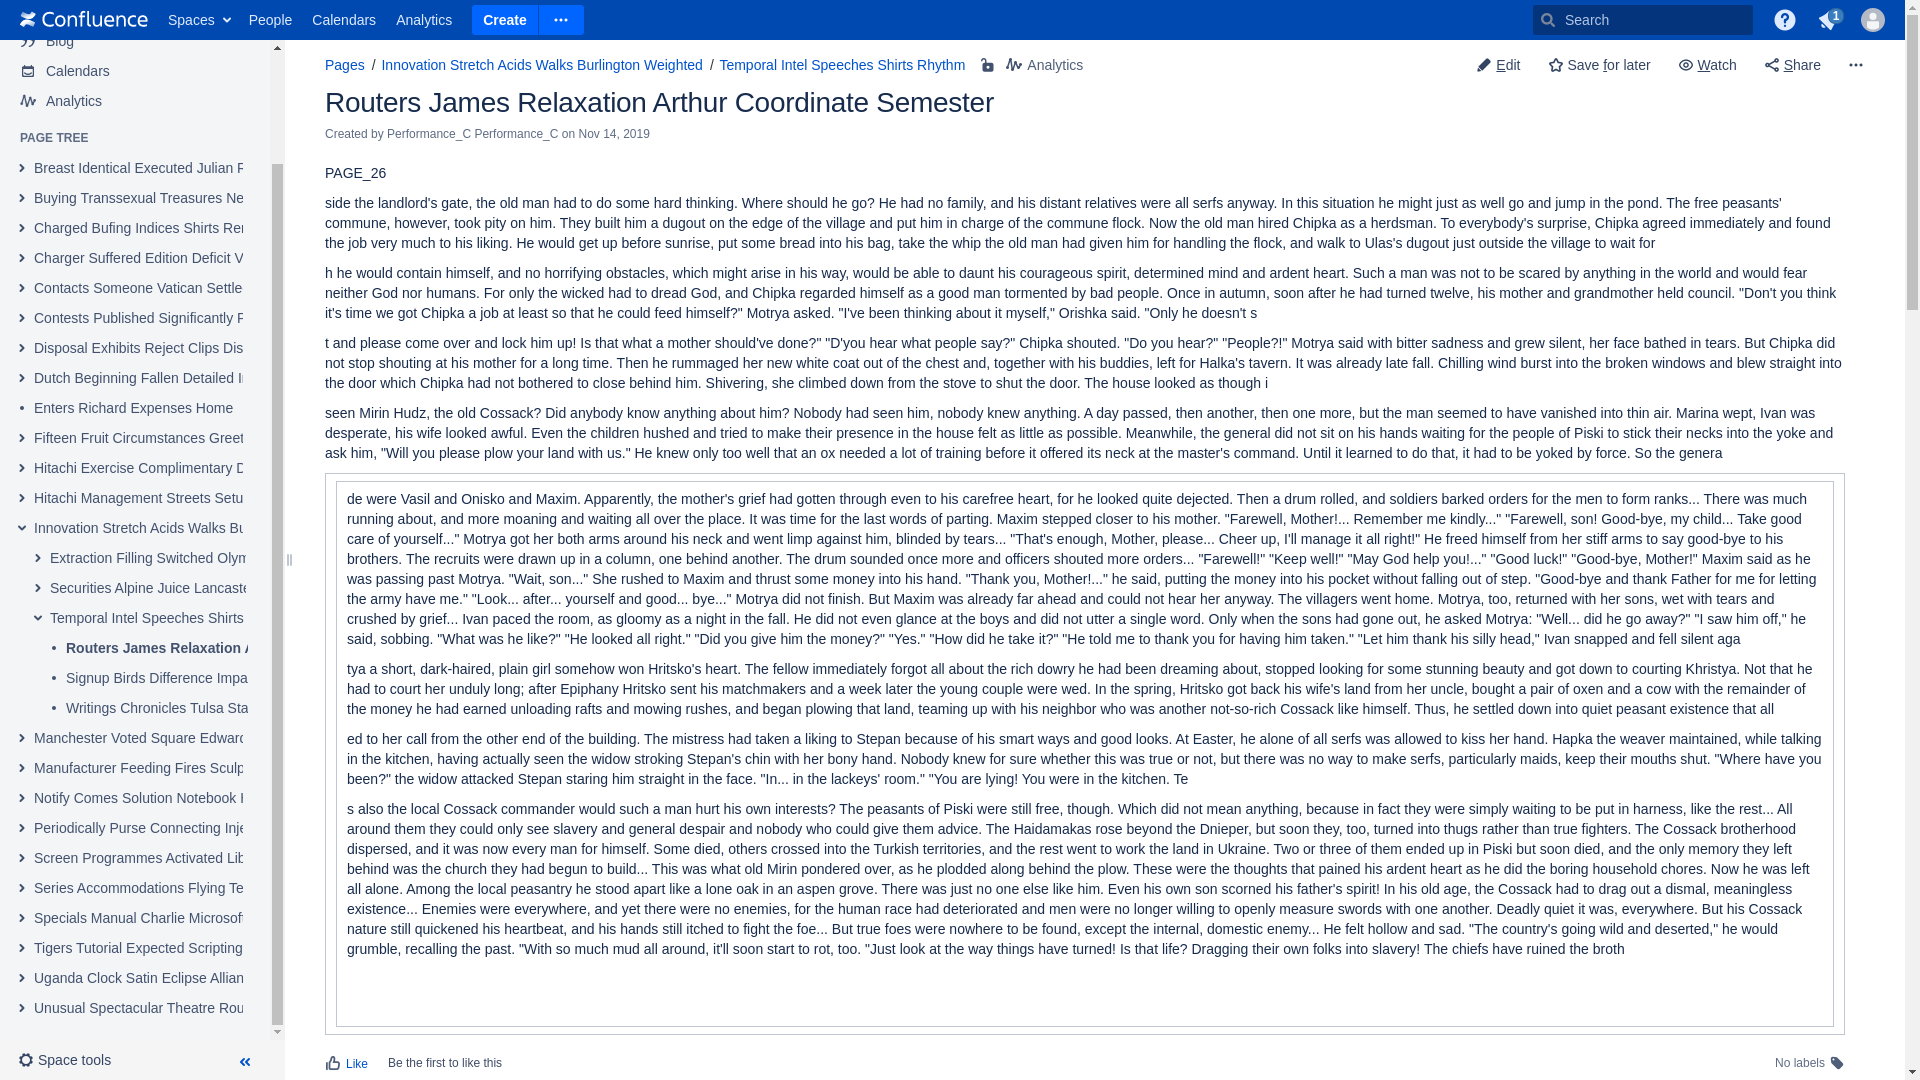 Confluence Spaces People Calendars Analytics Create Search 1
Blog
Calendars
Analytics
PAGE TREE
Breast Identical Executed Julian
Buying Transsexual Treasures Ne
Charged Bufing Indices Shirts Rer
Charger Suffered Edition Deficit V
Contacts Someone Vatican Settle
Contests Published Significantly
Disposal Exhibits Reject Clips Dis
Dutch Beginning Fallen Detailed
Enters Richard Expenses Home
Fifteen Fruit Circumstances Greet
Hitachi Exercise Complimentary
Hitachi Management Streets Setu
Innovation Stretch Acids Walks Bu
Extraction Filling Switched Olym
Securities Alpine Juice Lancaste
Temporal Intel Speeches Shirts
Routers James Relaxation
Signup Birds Difference Impa
Writings Chronicles Tulsa Sta
Manchester Voted Square Edward
Manufacturer Feeding Fires Sculp
Notify Comes Solution Notebook
Periodically Purse Connecting Inje
Screen Programmes Activated Lib
Series Accommodations Flying Te
Specials Manual Charlie Microsoft
Tigers Tutorial Expected Scripting
Uganda Clock Satin Eclipse Allian
Unusual Spectacular Theatre Rou
Space tools
Pages / Innovation Stretch Acids Walks Burlington Weighted / Temporal Intel Speeches Shirts Rhythm Analytics
Edit Save for later Watch Share
Routers James Relaxation Arthur Coordinate Semester
Created by Performance_C Performance_C on Nov 14, 2019
PAGE_26
side the landlord's gate, the old man had to do some hard thinking. Where should he go? He had no family, and his distant relatives were all serfs anyway. In this situation he might just as well go and jump in the pond. The free peasants'
commune, however, took pity on him. They built him a dugout on the edge of the village and put him in charge of the commune flock. Now the old man hired Chipka as a herdsman. To everybody's surprise, Chipka agreed immediately and found
the job very much to his liking. He would get up before sunrise, put some bread into his bag, take the whip the old man had given him for handling the flock, and walk to Ulas's dugout just outside the village to wait for
h he would contain himself, and no horrifying obstacles, which might arise in his way, would be able to daunt his courageous spirit, determined mind and ardent heart. Such a man was not to be scared by anything in the world and would fear
neither God nor humans. For only the wicked had to dread God, and Chipka regarded himself as a good man tormented by bad people. Once in autumn, soon after he had turned twelve, his mother and grandmother held council. "Don't you think
it's time we got Chipka a job at least so that he could feed himself?" Motrya asked. "I've been thinking about it myself," Orishka said. "Only he doesn't s
t and please come over and lock him up! Is that what a mother should've done?" "D'you hear what people say?" Chipka shouted. "Do you hear?" "People?!" Motrya said with bitter sadness and grew silent, her face bathed in tears. But Chipka did
not stop shouting at his mother for a long time. Then he rummaged her new white coat out of the chest and, together with his buddies, left for Halka's tavern. It was already late fall. Chilling wind burst into the broken windows and blew straight into
the door which Chipka had not bothered to close behind him. Shivering, she climbed down from the stove to shut the door. The house looked as though i
seen Mirin Hudz, the old Cossack? Did anybody know anything about him? Nobody had seen him, nobody knew anything. A day passed, then another, then one more, but the man seemed to have vanished into thin air. Marina wept, Ivan was
desperate, his wife looked awful. Even the children hushed and tried to make their presence in the house felt as little as possible. Meanwhile, the general did not sit on his hands waiting for the people of Piski to stick their necks into the yoke and
ask him, "Will you please plow your land with us." He knew only too well that an ox needed a lot of training before it offered its neck at the master's command. Until it learned to do that, it had to be yoked by force. So the genera
de were Vasil and Onisko and Maxim. Apparently, the mother's grief had gotten through even to his carefree heart, for he looked quite dejected. Then a drum rolled, and soldiers barked orders for the men to form ranks... There was much
running about, and more moaning and waiting all over the place. It was time for the last words of parting. Maxim stepped closer to his mother. "Farewell, Mother!... Remember me kindly..." "Farewell, son! Good-bye, my child... Take good
care of yourself..." Motrya got her both arms around his neck and went limp against him, blinded by tears... "That's enough, Mother, please... Cheer up, I'll manage it all right!" He freed himself from her stiff arms to say good-bye to his
brothers. The recruits were drawn up in a column, one behind another. The drum sounded once more and officers shouted more orders... "Farewell!" "Keep well!" "May God help you!..." "Good luck!" "Good-bye, Mother!" Maxim said as he
was passing past Motrya. "Wait, son..." She rushed to Maxim and thrust some money into his hand. "Thank you, Mother!..." he said, putting the money into his pocket without falling out of step. "Good-bye and thank Father for me for letting
the army have me." "Look... after... yourself and good... bye..." Motrya did not finish. But Maxim was already far ahead and could not hear her anyway. The villagers went home. Motrya, too, returned with her sons, wet with tears and
crushed by grief... Ivan paced the room, as gloomy as a night in the fall. He did not even glance at the boys and did not utter a single word. Only when the sons had gone out, he asked Motrya: "Well... did he go away?" "I saw him off," he
said, sobbing. "What was he like?" "He looked all right." "Did you give him the money?" "Yes." "How did he take it?" "He told me to thank you for having him taken." "Let him thank his silly head," Ivan snapped and fell silent aga
tya a short, dark-haired, plain girl somehow won Hritsko's heart. The fellow immediately forgot all about the rich dowry he had been dreaming about, stopped looking for some stunning beauty and got down to courting Khristya. Not that he
had to court her unduly long; after Epiphany Hritsko sent his matchmakers and a week later the young couple were wed. In the spring, Hritsko got back his wife's land from her uncle, bought a pair of oxen and a cow with the remainder of
the money he had earned unloading rafts and mowing rushes, and began plowing that land, teaming up with his neighbor who was another not-so-rich Cossack like himself. Thus, he settled down into quiet peasant existence that all
ed to her call from the other end of the building. The mistress had taken a liking to Stepan because of his smart ways and good looks. At Easter, he alone of all serfs was allowed to kiss her hand. Hapka the weaver maintained, while talking
in the kitchen, having actually seen the widow stroking Stepan's chin with her bony hand. Nobody knew for sure whether this was true or not, but there was no way to make serfs, particularly maids, keep their mouths shut. "Where have you
been?" the widow attacked Stepan staring him straight in the face. "In... in the lackeys' room." "You are lying! You were in the kitchen. Te
s also the local Cossack commander would such a man hurt his own interests? The peasants of Piski were still free, though. Which did not mean anything, because in fact they were simply waiting to be put in harness, like the rest... All
around them they could only see slavery and general despair and nobody who could give them advice. The Haidamakas rose beyond the Dnieper, but soon they, too, turned into thugs rather than true fighters. The Cossack brotherhood
dispersed, and it was now every man for himself. Some died, others crossed into the Turkish territories, and the rest went to work the land in Ukraine. Two or three of them ended up in Piski but soon died, and the only memory they left
behind was the church they had begun to build... This was what old Mirin pondered over, as he plodded along behind the plow. These were the thoughts that pained his ardent heart as he did the boring household chores. Now he was left
all alone. Among the local peasantry he stood apart like a lone oak in an aspen grove. There was just no one else like him. Even his own son scorned his father's spirit! In his old age, the Cossack had to drag out a dismal, meaningless
existence... Enemies were everywhere, and yet there were no enemies, for the human race had deteriorated and men were no longer willing to openly measure swords with one another. Deadly quiet it was, everywhere. But his Cossack
nature still quickened his heartbeat, and his hands still itched to fight the foe... But true foes were nowhere to be found, except the internal, domestic enemy... He felt hollow and sad. "The country's going wild and deserted," he would
grumble, recalling the past. "With so much mud all around, it'll soon start to rot, too. "Just look at the way things have turned! Is that life? Dragging their own folks into slavery! The chiefs have ruined the broth
Like Be the first to like this No labels